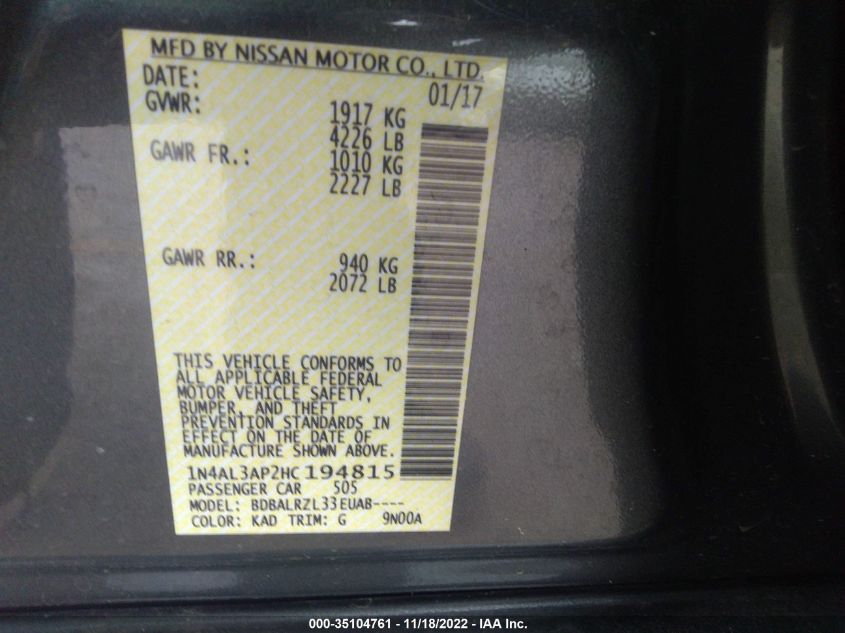 MFD BY NISSAN MOTOR CO., LTD.
DATE: 01/17
GVWR: 1917 KG
4226 LB
GAWR FR.: 1010 KG
2227 LB
GAWR RR.: 940 KG
2072 LB
THIS VEHICLE CONFORMS TO
ALL APPLICABLE FEDERAL
MOTOR VEHICLE SAFETY,
BUMPER, AND THEFT
PREVENTION STANDARDS IN
EFFECT ON THE DATE OF
MANUFACTURE SHOWN ABOVE.
1N4AL3AP2HC194815
PASSENGER CAR 505
MODEL: BDBALRZL33EUAB----
COLOR: KAD TRIM: G 9N00A
000-35104761 - 11/18/2022 - IAA Inc.